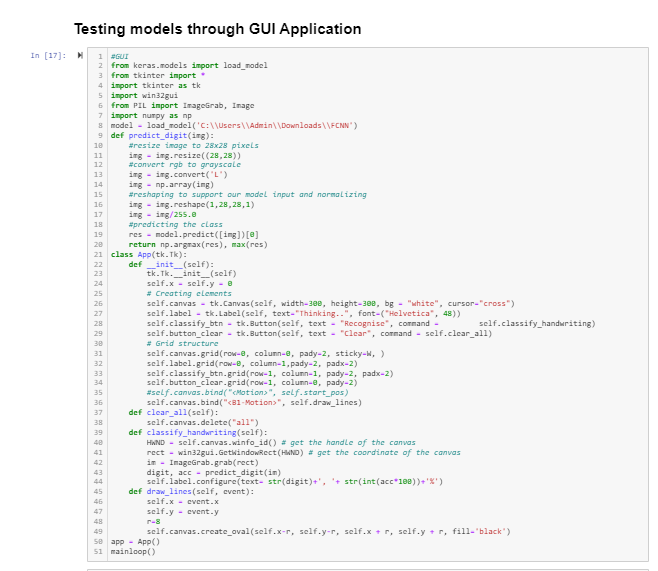 Testing models through GUI Application
In [17]:
1 #GUI
2 from keras.models import load_model
3 from tkinter import *
4 import tkinter as tk
5 import win32gui
6 from PIL import ImageGrab, Image
7 import numpy as np
8 model = load_model('C:\\Users\\Admin\\Downloads\\FCNN')
9 def predict_digit(img):
10     #resize image to 28x28 pixels
11     img = img.resize((28,28))
12     #convert rgb to grayscale
13     img = img.convert('L')
14     img = np.array(img)
15     #reshaping to support our model input and normalizing
16     img = img.reshape(1,28,28,1)
17     img = img/255.0
18     #predicting the class
19     res = model.predict([img])[0]
20     return np.argmax(res), max(res)
21 class App(tk.Tk):
22     def __init__(self):
23         tk.Tk.__init__(self)
24         self.x = self.y = 0
25         # Creating elements
26         self.canvas = tk.Canvas(self, width=300, height=300, bg = "white", cursor="cross")
27         self.label = tk.Label(self, text="Thinking..", font=("Helvetica", 48))
28         self.classify_btn = tk.Button(self, text = "Recognise", command =         self.classify_handwriting)
29         self.button_clear = tk.Button(self, text = "Clear", command = self.clear_all)
30         # Grid structure
31         self.canvas.grid(row=0, column=0, pady=2, sticky=W, )
32         self.label.grid(row=0, column=1,pady=2, padx=2)
33         self.classify_btn.grid(row=1, column=1, pady=2, padx=2)
34         self.button_clear.grid(row=1, column=0, pady=2)
35         #self.canvas.bind("<Motion>", self.start_pos)
36         self.canvas.bind("<B1-Motion>", self.draw_lines)
37     def clear_all(self):
38         self.canvas.delete("all")
39     def classify_handwriting(self):
40         HWND = self.canvas.winfo_id() # get the handle of the canvas
41         rect = win32gui.GetWindowRect(HWND) # get the coordinate of the canvas
42         im = ImageGrab.grab(rect)
43         digit, acc = predict_digit(im)
44         self.label.configure(text= str(digit)+', '+ str(int(acc*100))+'%')
45     def draw_lines(self, event):
46         self.x = event.x
47         self.y = event.y
48         r=8
49         self.canvas.create_oval(self.x-r, self.y-r, self.x + r, self.y + r, fill='black')
50 app = App()
51 mainloop()